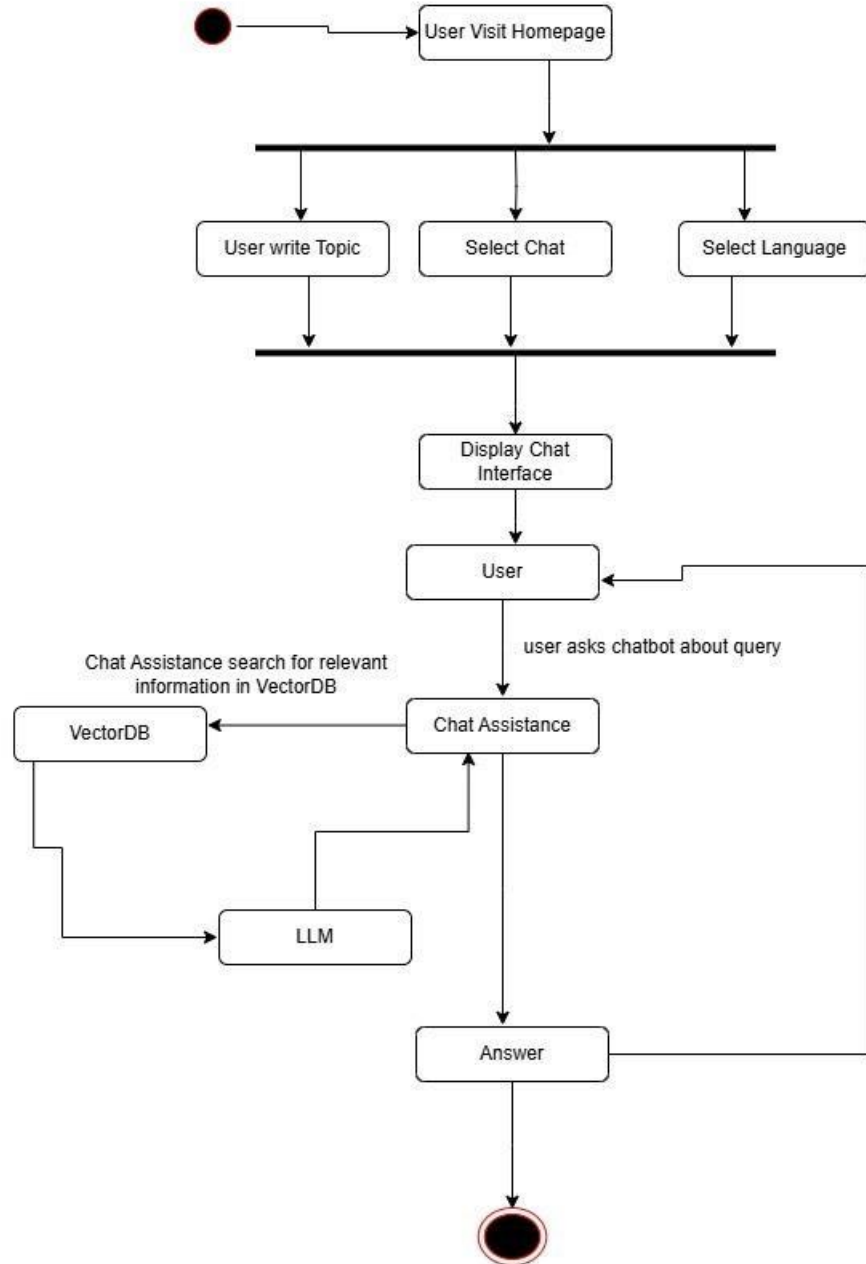 User Visit Homepage
User write Topic
Select Chat
Select Language
Display Chat
Interface
User
user asks chatbot about query
Chat Assistance search for relevant
information in VectorDB
VectorDB
Chat Assistance
LLM
Answer